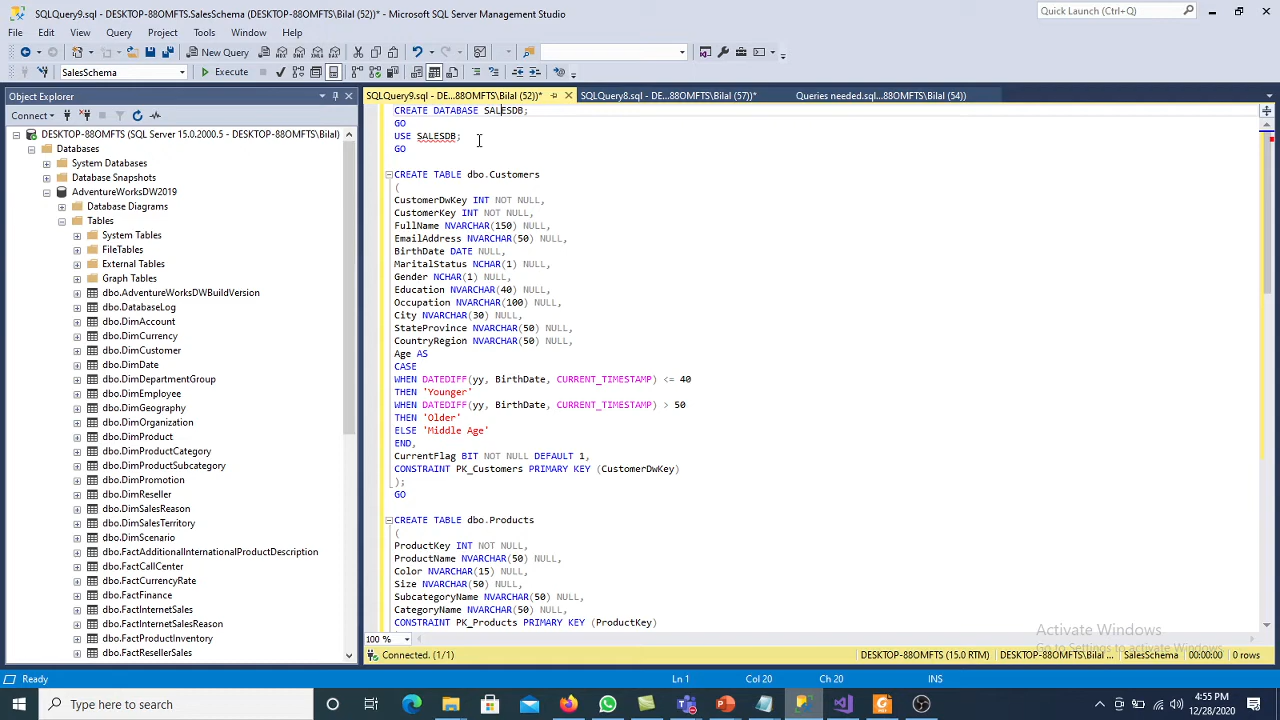 SQLQuery9.sql - DESKTOP-88OMFTS.SalesSchema (DESKTOP-88OMFTS\Bilal (52))* - Microsoft SQL Server Management Studio
Quick Launch (Ctrl+Q)
File Edit View Query Project Tools Window Help
New Query
MDX DMX XMLA DAX
SalesSchema
Execute
Object Explorer
SQLQuery9.sql - DE...88OMFTS\Bilal (52))*
SQLQuery8.sql - DE...88OMFTS\Bilal (57))*
Queries needed.sql...88OMFTS\Bilal (54))
Connect
DESKTOP-88OMFTS (SQL Server 15.0.2000.5 - DESKTOP-88OMFTS\Bilal)
Databases
System Databases
Database Snapshots
AdventureWorksDW2019
Database Diagrams
Tables
System Tables
FileTables
External Tables
Graph Tables
dbo.AdventureWorksDWBuildVersion
dbo.DatabaseLog
dbo.DimAccount
dbo.DimCurrency
dbo.DimCustomer
dbo.DimDate
dbo.DimDepartmentGroup
dbo.DimEmployee
dbo.DimGeography
dbo.DimOrganization
dbo.DimProduct
dbo.DimProductCategory
dbo.DimProductSubcategory
dbo.DimPromotion
dbo.DimReseller
dbo.DimSalesReason
dbo.DimSalesTerritory
dbo.DimScenario
dbo.FactAdditionalInternationalProductDescription
dbo.FactCallCenter
dbo.FactCurrencyRate
dbo.FactFinance
dbo.FactInternetSales
dbo.FactInternetSalesReason
dbo.FactProductInventory
dbo.FactResellerSales
CREATE DATABASE SALESDB;
GO
USE SALESDB;
GO
CREATE TABLE dbo.Customers
(
CustomerDwKey INT NOT NULL,
CustomerKey INT NOT NULL,
FullName NVARCHAR(150) NULL,
EmailAddress NVARCHAR(50) NULL,
BirthDate DATE NULL,
MaritalStatus NCHAR(1) NULL,
Gender NCHAR(1) NULL,
Education NVARCHAR(40) NULL,
Occupation NVARCHAR(100) NULL,
City NVARCHAR(30) NULL,
StateProvince NVARCHAR(50) NULL,
CountryRegion NVARCHAR(50) NULL,
Age AS
CASE
WHEN DATEDIFF(yy, BirthDate, CURRENT_TIMESTAMP) <= 40
THEN 'Younger'
WHEN DATEDIFF(yy, BirthDate, CURRENT_TIMESTAMP) > 50
THEN 'Older'
ELSE 'Middle Age'
END,
CurrentFlag BIT NOT NULL DEFAULT 1,
CONSTRAINT PK_Customers PRIMARY KEY (CustomerDwKey)
);
GO
CREATE TABLE dbo.Products
(
ProductKey INT NOT NULL,
ProductName NVARCHAR(50) NULL,
Color NVARCHAR(15) NULL,
Size NVARCHAR(50) NULL,
SubcategoryName NVARCHAR(50) NULL,
CategoryName NVARCHAR(50) NULL,
CONSTRAINT PK_Products PRIMARY KEY (ProductKey)
Activate Windows
Go to Settings to activate Windows.
100 %
Connected. (1/1)
DESKTOP-88OMFTS (15.0 RTM) DESKTOP-88OMFTS\Bilal ... SalesSchema 00:00:00 0 rows
Ready Ln 1 Col 20 Ch 20 INS
Type here to search
4:55 PM
12/28/2020